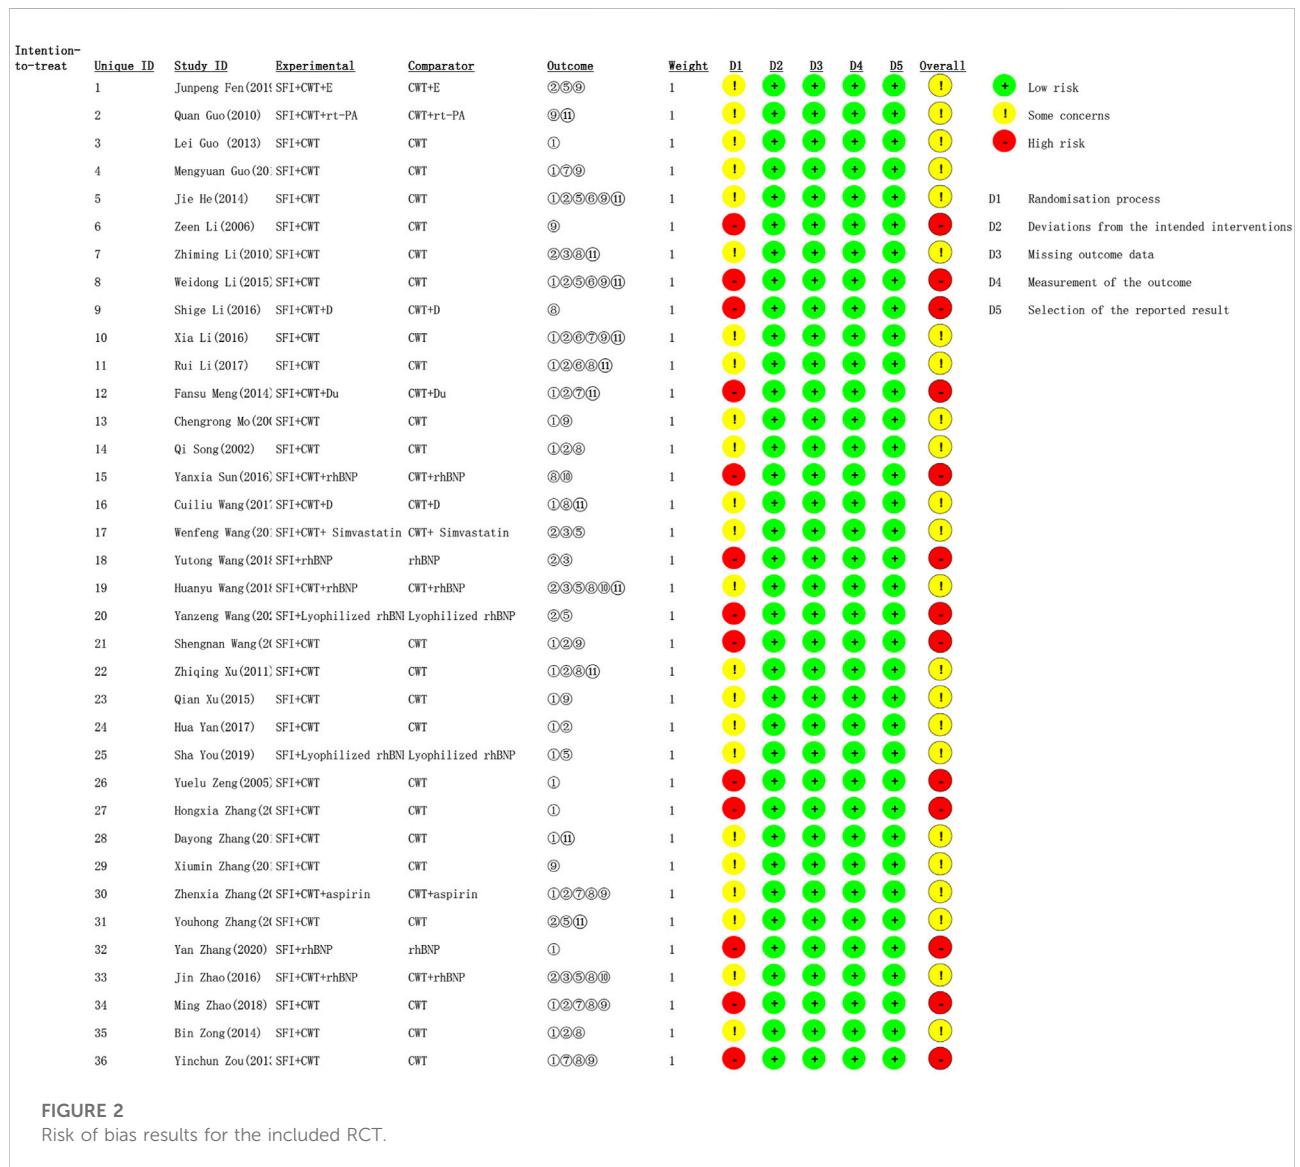 Intention-
to-treat Unique ID Study ID Experimental Comparator Outcome Weight D1 D2 D3 D4 D5 Overall
1 Junpeng Fen(2019 SFI+CWT+E CWT+E ②⑤⑨ 1 ! + + + + !
2 Quan Guo(2010) SFI+CWT+rt-PA CWT+rt-PA ⑨⑪ 1 ! + + + + !
3 Lei Guo (2013) SFI+CWT CWT ① 1 ! + + + + !
4 Mengyuan Guo(20 SFI+CWT CWT ①⑦⑨ 1 ! + + + + !
5 Jie He(2014) SFI+CWT CWT ①②⑤⑥⑨⑪ 1 ! + + + + !
6 Zeen Li(2006) SFI+CWT CWT ⑨ 1 - + + + + -
7 Zhiming Li(2010) SFI+CWT CWT ②③⑧⑪ 1 ! + + + + !
8 Weidong Li(2015) SFI+CWT CWT ①②⑤⑥⑨⑪ 1 - + + + + -
9 Shige Li(2016) SFI+CWT+D CWT+D ⑧ 1 - + + + + -
10 Xia Li(2016) SFI+CWT CWT ①②⑥⑦⑨⑪ 1 ! + + + + !
11 Rui Li(2017) SFI+CWT CWT ①②⑥⑧⑪ 1 ! + + + + !
12 Fansu Meng(2014) SFI+CWT+Du CWT+Du ①②⑦⑪ 1 - + + + + -
13 Chengrong Mo(20 SFI+CWT CWT ①⑨ 1 ! + + + + !
14 Qi Song(2002) SFI+CWT CWT ①②⑧ 1 ! + + + + !
15 Yanxia Sun(2016) SFI+CWT+rhBNP CWT+rhBNP ⑧⑩ 1 - + + + + -
16 Cuiliu Wang(201 SFI+CWT+D CWT+D ①⑧⑪ 1 ! + + + + !
17 Wenfeng Wang(20 SFI+CWT+ Simvastatin CWT+ Simvastatin ②③⑤ 1 ! + + + + !
18 Yutong Wang(2018 SFI+rhBNP rhBNP ②③ 1 - + + + + -
19 Huanyu Wang(2018 SFI+CWT+rhBNP CWT+rhBNP ②③⑤⑧⑩⑪ 1 ! + + + + !
20 Yanzeng Wang(20 SFI+Lyophilized rhBN Lyophilized rhBNP ②⑤ 1 - + + + + -
21 Shengnan Wang(2 SFI+CWT CWT ①②⑨ 1 - + + + + -
22 Zhiqing Xu(2011) SFI+CWT CWT ①②⑧⑪ 1 ! + + + + !
23 Qian Xu(2015) SFI+CWT CWT ①⑨ 1 ! + + + + !
24 Hua Yan(2017) SFI+CWT CWT ①② 1 ! + + + + !
25 Sha You(2019) SFI+Lyophilized rhBN Lyophilized rhBNP ①⑤ 1 ! + + + + !
26 Yuelu Zeng(2005) SFI+CWT CWT ① 1 - + + + + -
27 Hongxia Zhang(2 SFI+CWT CWT ① 1 - + + + + -
28 Dayong Zhang(20 SFI+CWT CWT ①⑪ 1 ! + + + + !
29 Xiumin Zhang(20 SFI+CWT CWT ⑨ 1 ! + + + + !
30 Zhenxia Zhang(2 SFI+CWT+aspirin CWT+aspirin ①②⑦⑧⑨ 1 ! + + + + !
31 Youhong Zhang(2 SFI+CWT CWT ②⑤⑪ 1 ! + + + + !
32 Yan Zhang(2020) SFI+rhBNP rhBNP ① 1 - + + + + -
33 Jin Zhao(2016) SFI+CWT+rhBNP CWT+rhBNP ②③⑤⑧⑩ 1 ! + + + + !
34 Ming Zhao(2018) SFI+CWT CWT ①②⑦⑧⑨ 1 - + + + + -
35 Bin Zong(2014) SFI+CWT CWT ①②⑧ 1 ! + + + + !
36 Yinchun Zou(201 SFI+CWT CWT ①⑦⑧⑨ 1 - + + + + -
+ Low risk
! Some concerns
- High risk
D1 Randomisation process
D2 Deviations from the intended interventions
D3 Missing outcome data
D4 Measurement of the outcome
D5 Selection of the reported result
FIGURE 2
Risk of bias results for the included RCT.